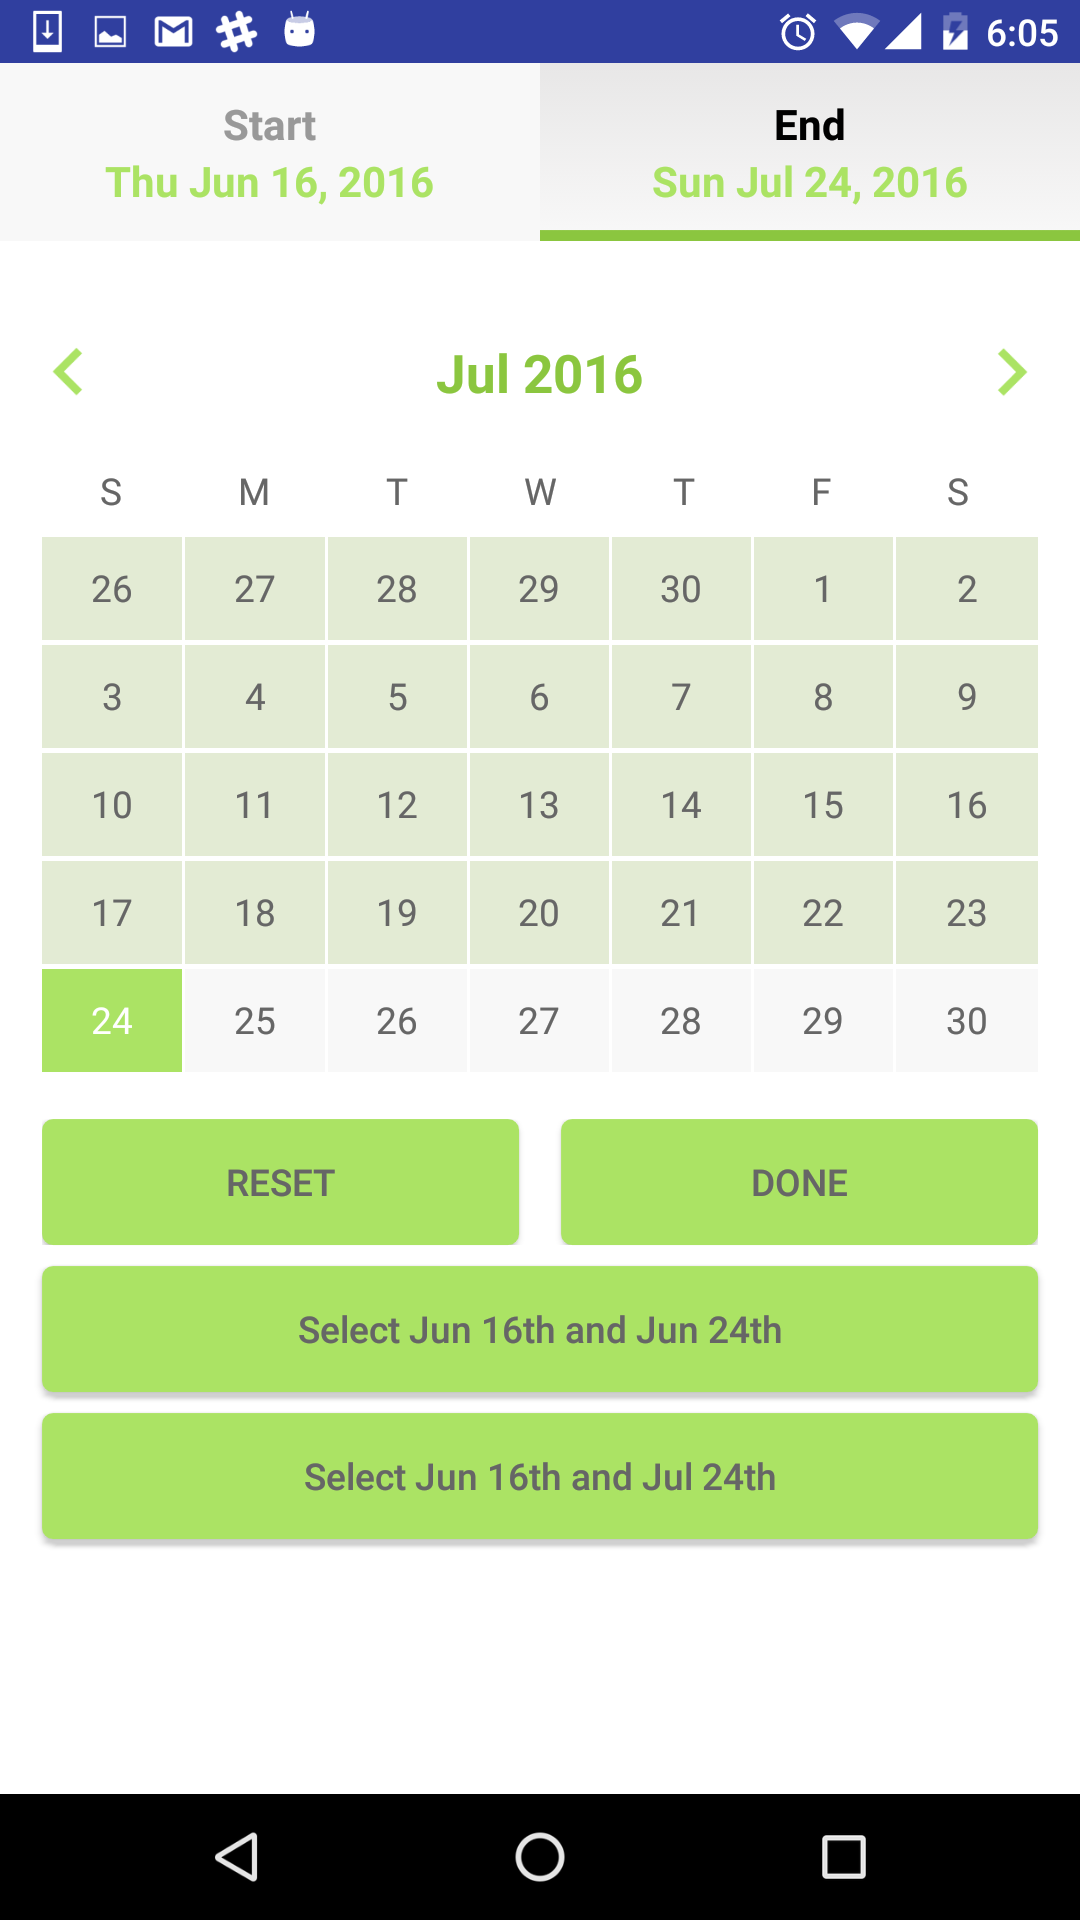 6:05
Start End
Thu Jun 16, 2016 Sun Jul 24, 2016
Jul 2016
S M T W T F S
26 27 28 29 30 1 2
3 4 5 6 7 8 9
10 11 12 13 14 15 16
17 18 19 20 21 22 23
24 25 26 27 28 29 30
RESET DONE
Select Jun 16th and Jun 24th
Select Jun 16th and Jul 24th